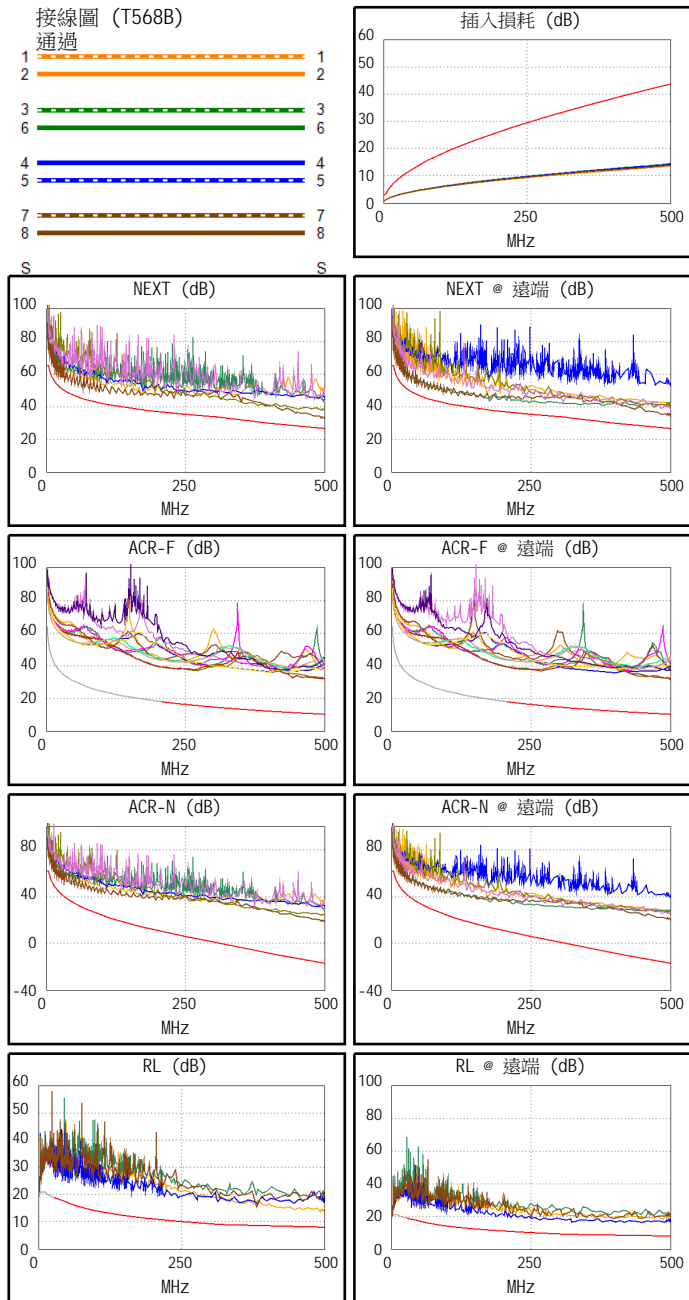 接線圖 (T568B)
通過
1 1
2 2
3 3
6 6
4 4
5 5
7 7
8 8
S S
插入損耗 (dB)
60
50
40
30
20
10
0
0 250 500
MHz
NEXT (dB)
100
80
60
40
20
0
0 250 500
MHz
NEXT @ 遠端 (dB)
100
80
60
40
20
0
0 250 500
MHz
ACR-F (dB)
100
80
60
40
20
0
0 250 500
MHz
ACR-F @ 遠端 (dB)
100
80
60
40
20
0
0 250 500
MHz
ACR-N (dB)
80
40
0
-40
0 250 500
MHz
ACR-N @ 遠端 (dB)
80
40
0
-40
0 250 500
MHz
RL (dB)
60
50
40
30
20
10
0
0 250 500
MHz
RL @ 遠端 (dB)
100
80
60
40
20
0
0 250 500
MHz